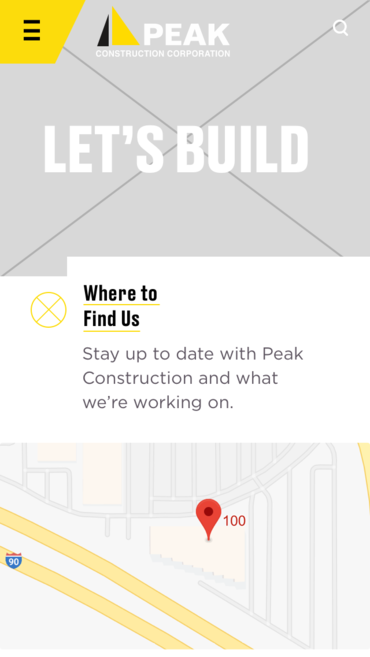 PEAK
CONSTRUCTION CORPORATION
LET'S BUILD
Where to
Find Us
Stay up to date with Peak
Construction and what
we're working on.
100
90